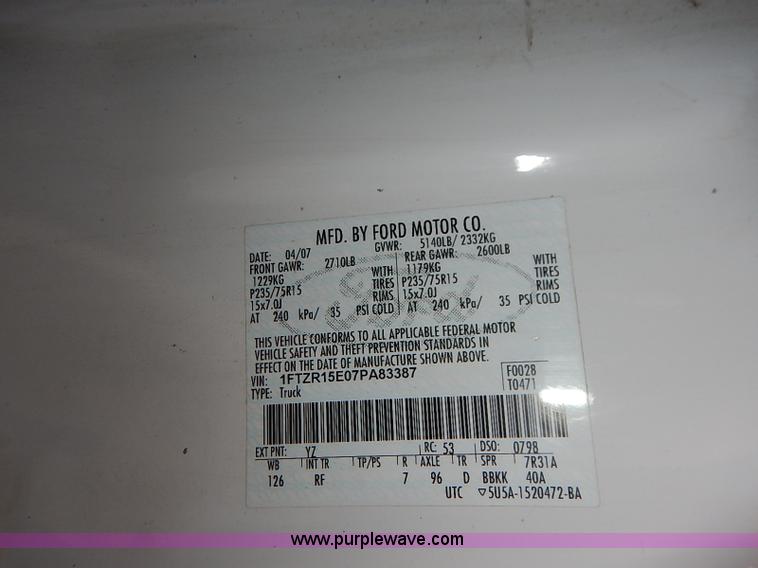 MFD. BY FORD MOTOR CO.
DATE: 04/07 GVWR: 5140LB/ 2332KG
FRONT GAWR: 2710LB REAR GAWR: 2600LB
1229KG WITH 1179KG WITH
P235/75R15 TIRES P235/75R15 TIRES
15x7.0J RIMS 15x7.0J RIMS
AT 240 kPa/ 35 PSI COLD AT 240 kPa/ 35 PSI COLD
Ford
THIS VEHICLE CONFORMS TO ALL APPLICABLE FEDERAL MOTOR
VEHICLE SAFETY AND THEFT PREVENTION STANDARDS IN
EFFECT ON THE DATE OF MANUFACTURE SHOWN ABOVE.
VIN: 1FTZR15E07PA83387 F0028
TYPE: Truck T0471
EXT PNT: YZ RC: 53 DSO: 0798
WB INT TR TP/PS R AXLE TR SPR 7R31A
126 RF 7 96 D BBKK 40A
UTC ▽5U5A-1520472-BA
www.purplewave.com